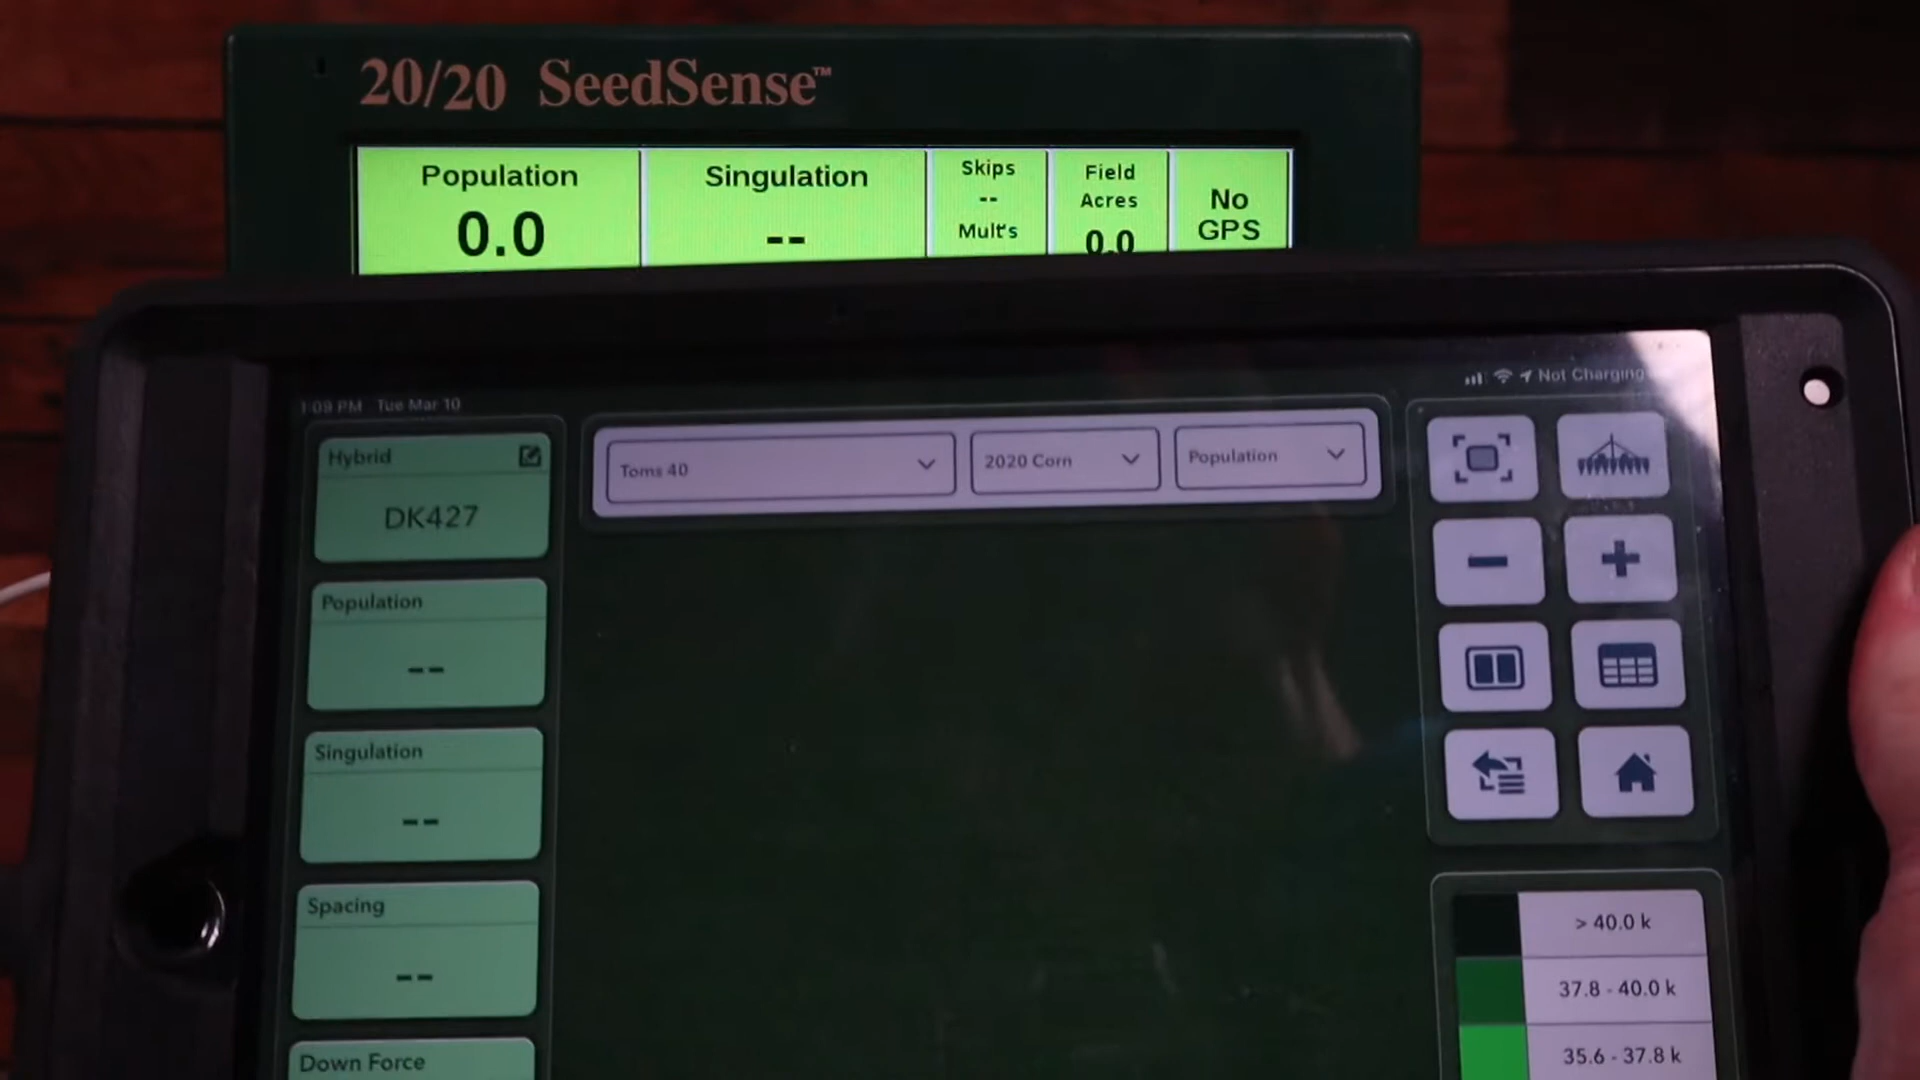 20/20 SeedSense™
Population
0.0
Singulation
--
Skips
--
Mult's
Field
Acres
0.0
No
GPS
1:09 PM Tue Mar 10
Not Charging
Hybrid
DK427
Toms 40
2020 Corn
Population
Population
--
Singulation
--
Spacing
--
Down Force
> 40.0 k
37.8 - 40.0 k
35.6 - 37.8 k